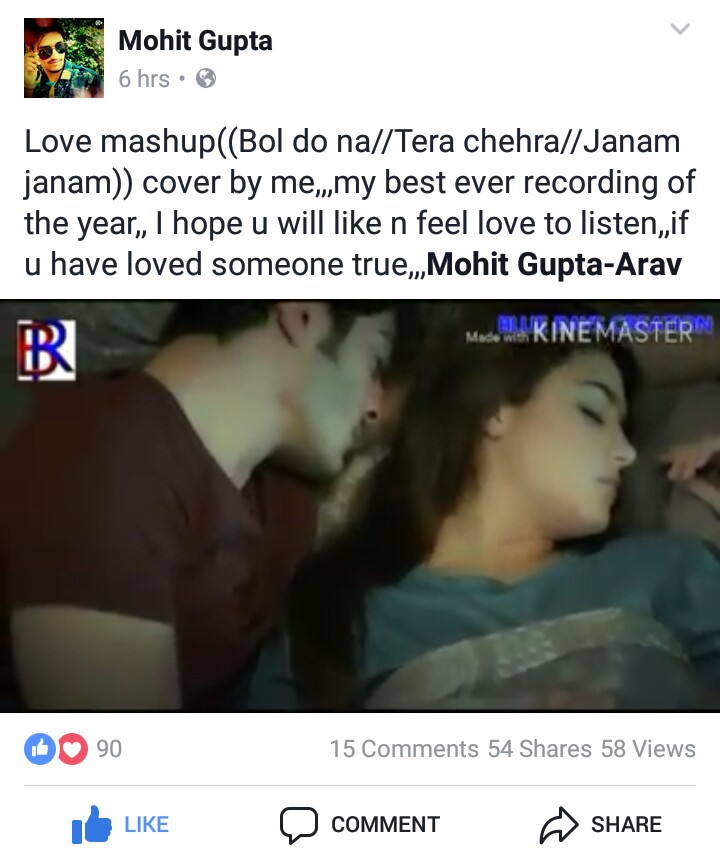 Mohit Gupta
6 hrs •
Love mashup((Bol do na//Tera chehra//Janam
janam)) cover by me,,,my best ever recording of
the year,, I hope u will like n feel love to listen,,if
u have loved someone true,,,Mohit Gupta-Arav
BR
Made with KINEMASTER
90
15 Comments 54 Shares 58 Views
LIKE
COMMENT
SHARE